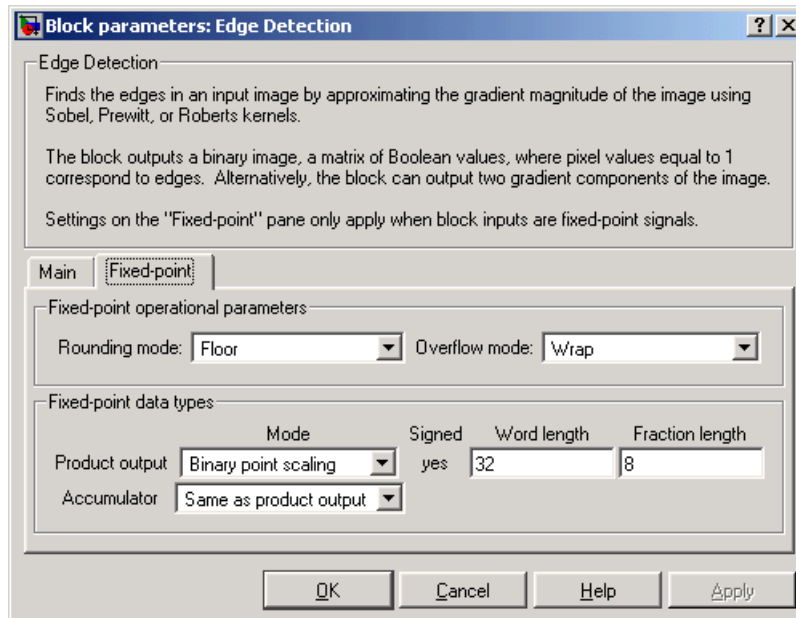 Block parameters: Edge Detection
Edge Detection
Finds the edges in an input image by approximating the gradient magnitude of the image using
Sobel, Prewitt, or Roberts kernels.
The block outputs a binary image, a matrix of Boolean values, where pixel values equal to 1
correspond to edges. Alternatively, the block can output two gradient components of the image.
Settings on the "Fixed-point" pane only apply when block inputs are fixed-point signals.
Main Fixed-point
Fixed-point operational parameters
Rounding mode: Floor Overflow mode: Wrap
Fixed-point data types
Mode Signed Word length Fraction length
Product output Binary point scaling yes 32 8
Accumulator Same as product output
OK Cancel Help Apply